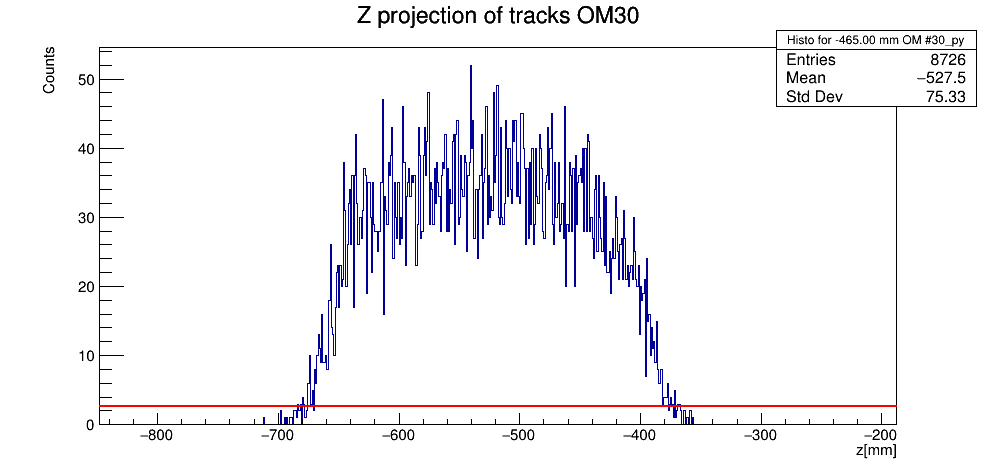 Z projection of tracks OM30
Histo for -465.00 mm OM #30_py
Entries 8726
Mean −527.5
Std Dev 75.33
Counts
50
40
30
20
10
0
−800 −700 −600 −500 −400 −300 −200
z[mm]